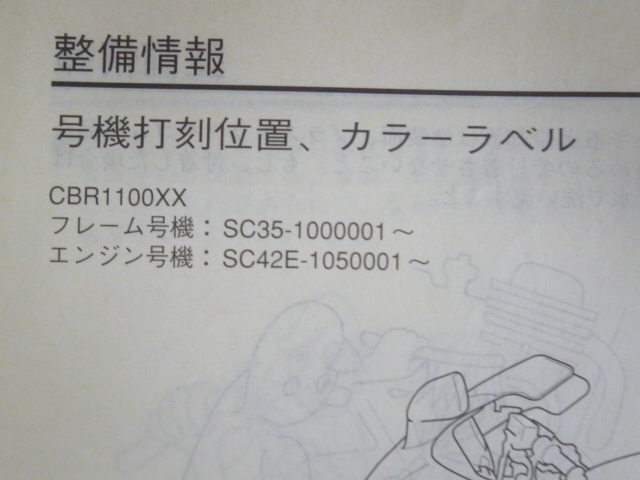 整備情報
号機打刻位置、カラーラベル
CBR1100XX
フレーム号機：SC35-1000001～
エンジン号機：SC42E-1050001～